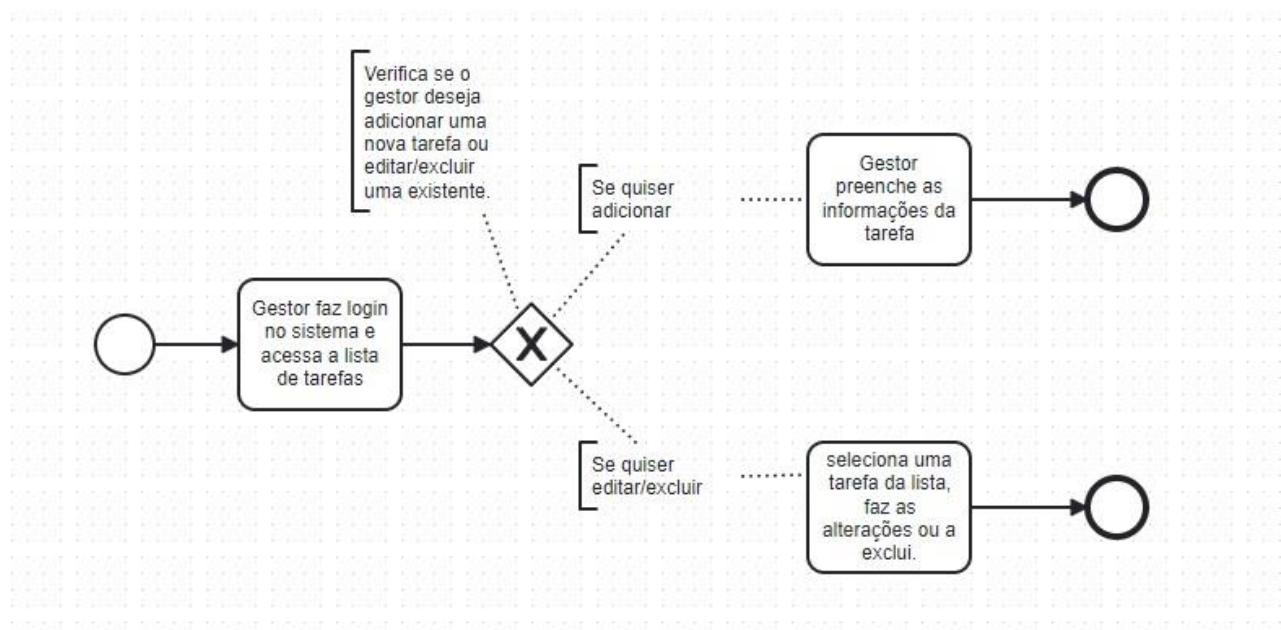 Verifica se o
gestor deseja
adicionar uma
nova tarefa ou
editar/excluir
uma existente.
Se quiser
adicionar
Gestor
preenche as
informações da
tarefa
Gestor faz login
no sistema e
acessa a lista
de tarefas
Se quiser
editar/excluir
seleciona uma
tarefa da lista,
faz as
alterações ou a
exclui.